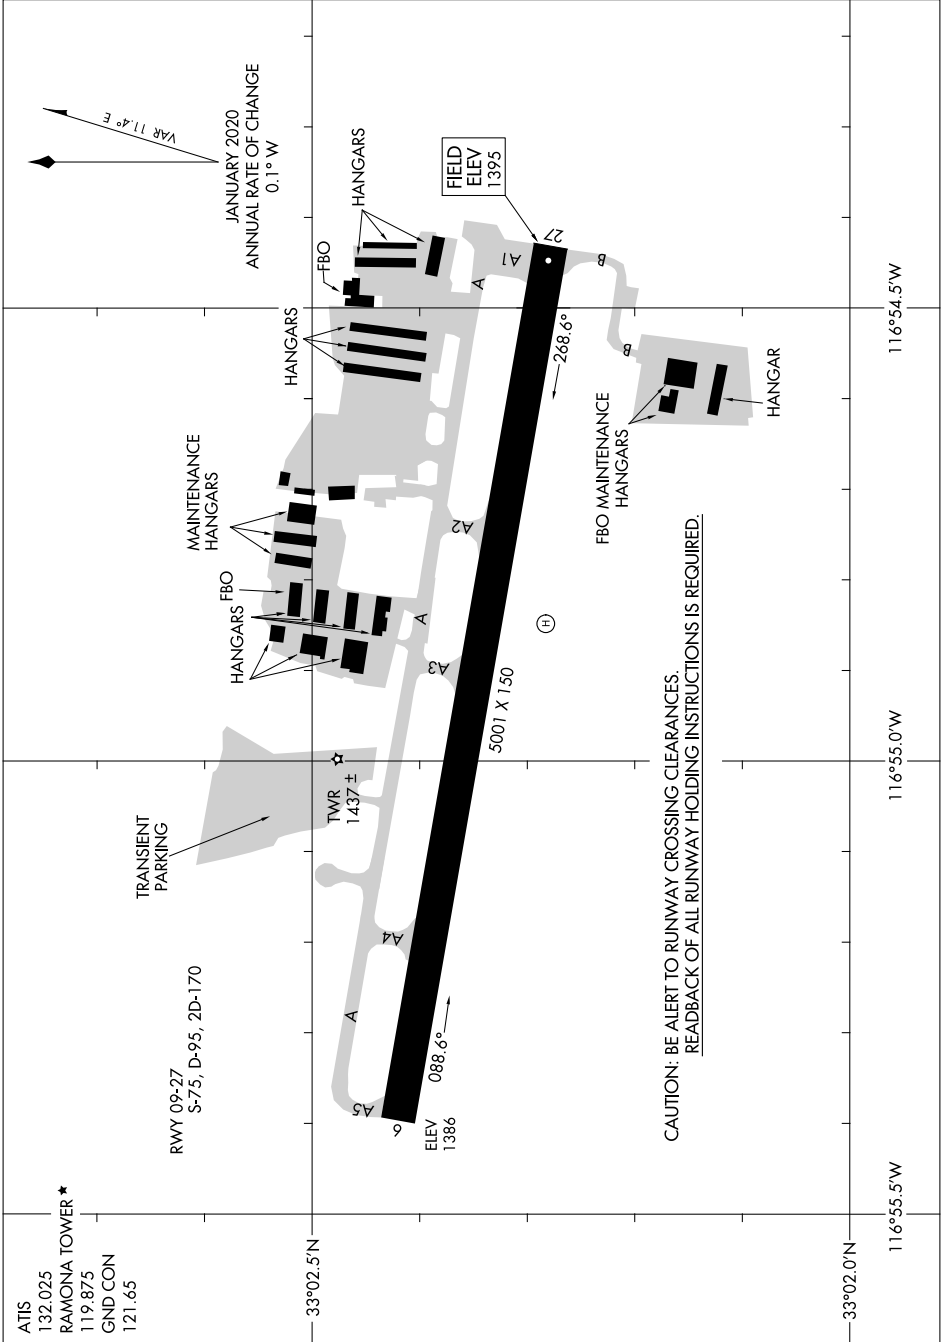 ATIS
132.025
RAMONA TOWER★
119.875
GND CON
121.65
RWY 09-27
S-75, D-95, 2D-170
TRANSIENT
PARKING
TWR
1437±
HANGARS
FBO
MAINTENANCE
HANGARS
HANGARS
FBO
HANGARS
JANUARY 2020
ANNUAL RATE OF CHANGE
0.1° W
VAR 11.4° E
FIELD
ELEV
1395
27
A1
A
B
B
268.6°
A2
A
A3
5001 X 150
H
A4
A
A5
9
088.6°
ELEV
1386
FBO MAINTENANCE
HANGARS
HANGAR
CAUTION: BE ALERT TO RUNWAY CROSSING CLEARANCES.
READBACK OF ALL RUNWAY HOLDING INSTRUCTIONS IS REQUIRED.
33°02.5'N
33°02.0'N
116°55.5'W
116°55.0'W
116°54.5'W